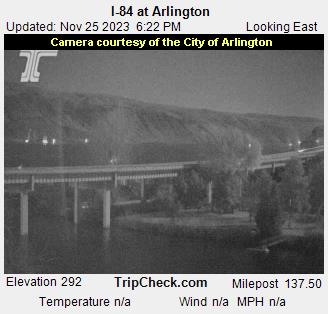 I-84 at Arlington
Updated: Nov 25 2023 6:22 PM Looking East
Camera courtesy of the City of Arlington
Elevation 292 TripCheck.com Milepost 137.50
Temperature n/a Wind n/a MPH n/a